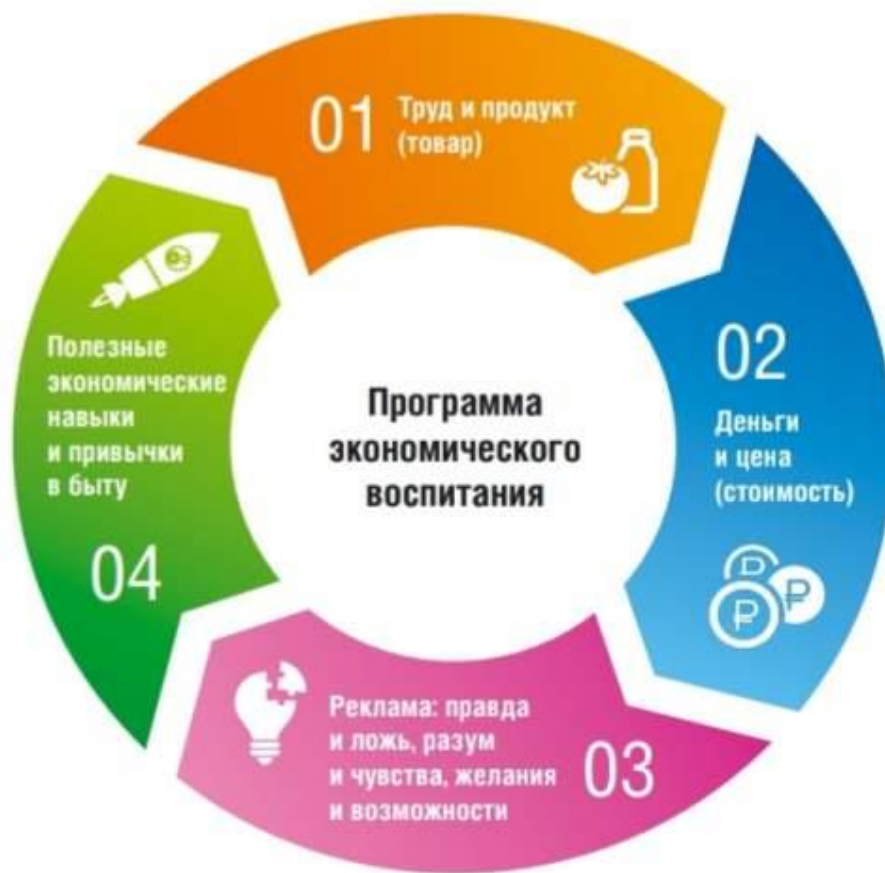 01
Труд и продукт
(товар)
02
Деньги
и цена
(стоимость)
₽
₽
₽
Реклама: правда
и ложь, разум
и чувства, желания
и возможности
03
Полезные
экономические
навыки
и привычки
в быту
04
Программа
экономического
воспитания